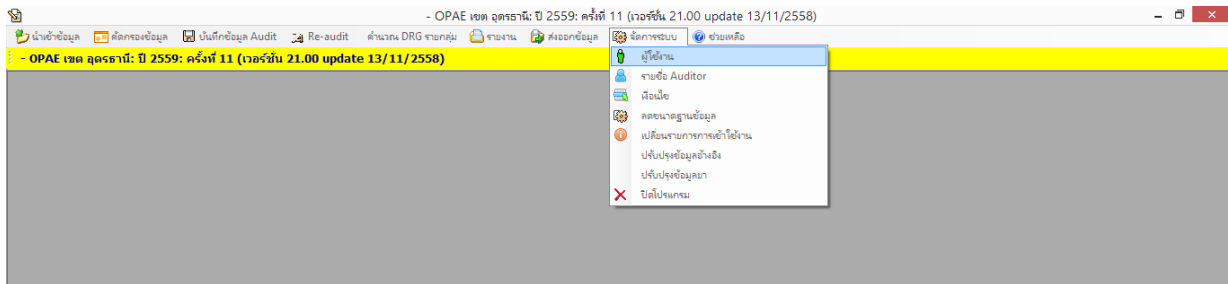 - OPAE เขต อุดรธานี: ปี 2559: ครั้งที่ 11 (เวอร์ชั่น 21.00 update 13/11/2558)
นำเข้าข้อมูล คัดกรองข้อมูล บันทึกข้อมูล Audit Re-audit คำนวณ DRG รายกลุ่ม รายงาน ส่งออกข้อมูล จัดการระบบ ช่วยเหลือ
- OPAE เขต อุดรธานี: ปี 2559: ครั้งที่ 11 (เวอร์ชั่น 21.00 update 13/11/2558)
ผู้ใช้งาน
รายชื่อ Auditor
เงื่อนไข
ลดขนาดฐานข้อมูล
เปลี่ยนรายการการเข้าใช้งาน
ปรับปรุงข้อมูลอ้างอิง
ปรับปรุงข้อมูลยา
ปิดโปรแกรม